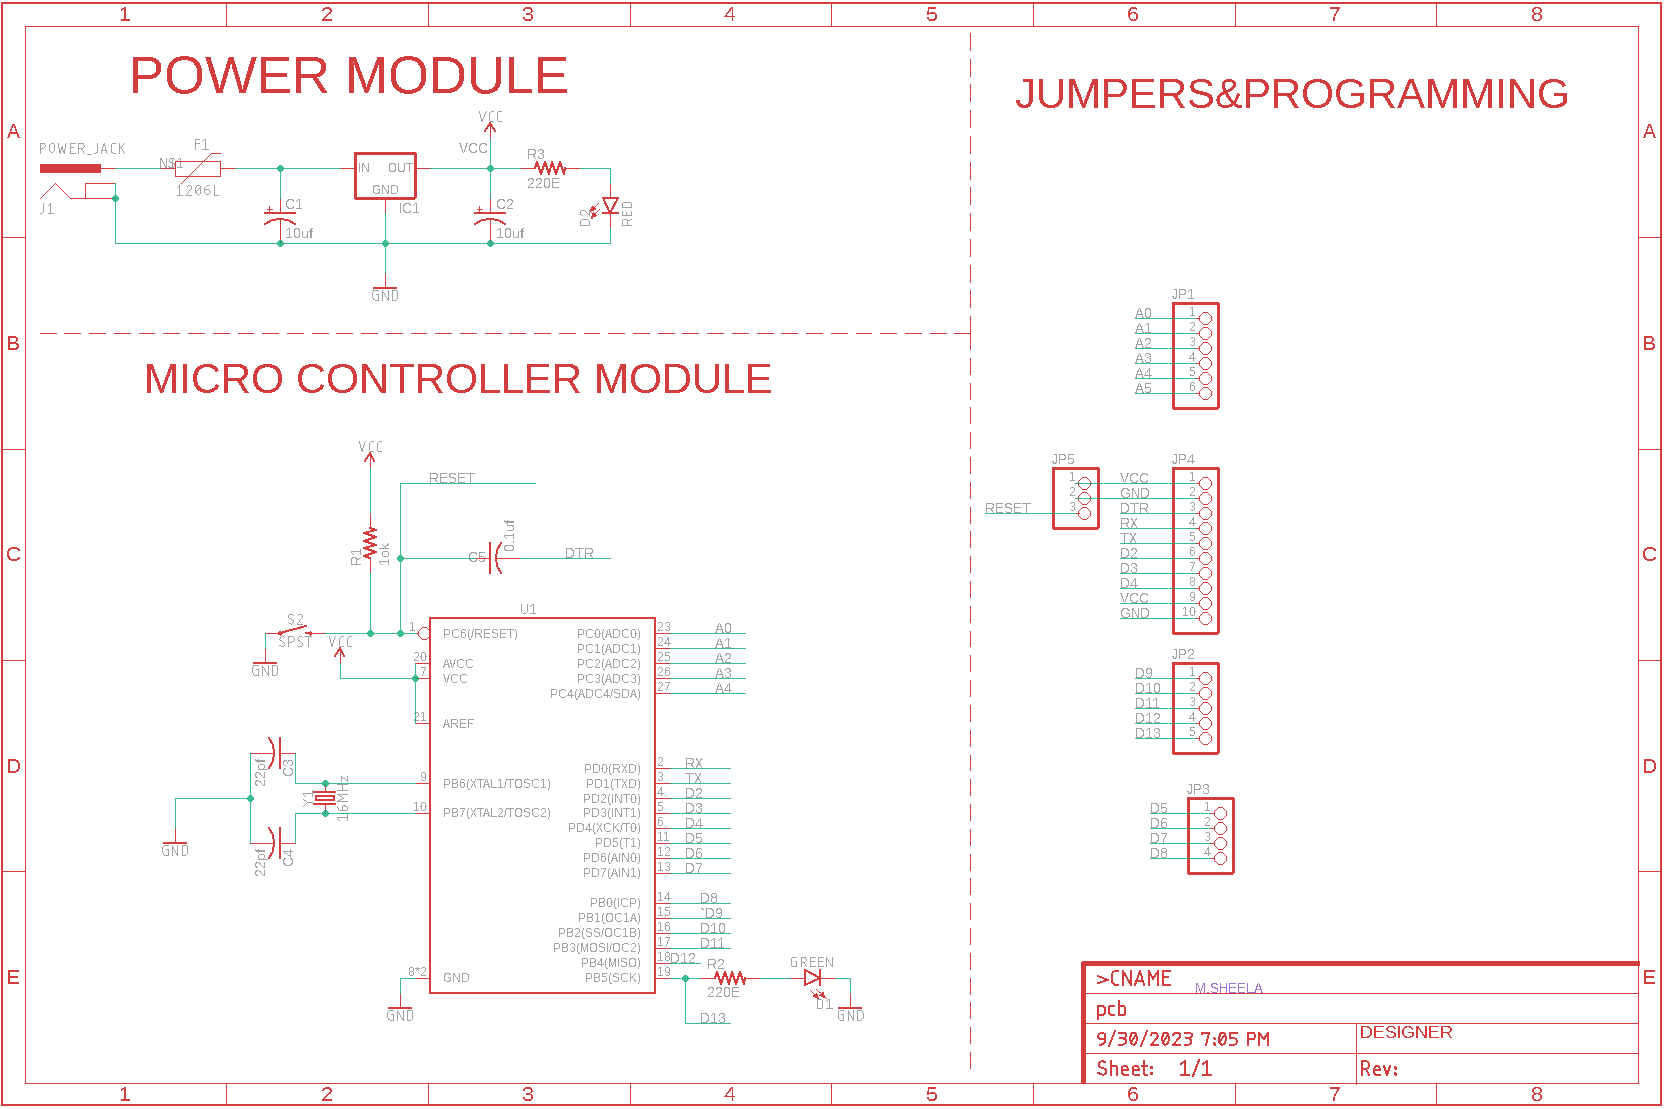 1 2 3 4 5 6 7 8
A
B
C
D
E
POWER MODULE
POWER_JACK
J1
NS1
F1
1206L
C1
+
10uf
IN OUT
GND
IC1
VCC
VCC
C2
+
10uf
R3
220E
D2
RED
GND
MICRO CONTROLLER MODULE
VCC
RESET
R1
10k
C5
0.1uf
DTR
S2
SPST
GND
VCC
U1
1 PC6(/RESET)
20 AVCC
7 VCC
21 AREF
9 PB6(XTAL1/TOSC1)
10 PB7(XTAL2/TOSC2)
8*2 GND
GND
PC0(ADC0) 23 A0
PC1(ADC1) 24 A1
PC2(ADC2) 25 A2
PC3(ADC3) 26 A3
PC4(ADC4/SDA) 27 A4
PD0(RXD) 2 RX
PD1(TXD) 3 TX
PD2(INT0) 4 D2
PD3(INT1) 5 D3
PD4(XCK/T0) 6 D4
PD5(T1) 11 D5
PD6(AIN0) 12 D6
PD7(AIN1) 13 D7
PB0(ICP) 14 D8
PB1(OC1A) 15 `D9
PB2(SS/OC1B) 16 D10
PB3(MOSI/OC2) 17 D11
PB4(MISO) 18 D12
PB5(SCK) 19
R2
220E
D13
GREEN
D1
GND
22pf
C3
Y1
16MHz
22pf
C4
GND
JUMPERS&PROGRAMMING
JP1
A0 1
A1 2
A2 3
A3 4
A4 5
A5 6
JP5
1
2
RESET 3
JP4
VCC 1
GND 2
DTR 3
RX 4
TX 5
D2 6
D3 7
D4 8
VCC 9
GND 10
JP2
D9 1
D10 2
D11 3
D12 4
D13 5
JP3
D5 1
D6 2
D7 3
D8 4
>CNAME
M.SHEELA
pcb
9/30/2023 7:05 PM
DESIGNER
Sheet: 1/1
Rev:
A
B
C
D
E
1 2 3 4 5 6 7 8